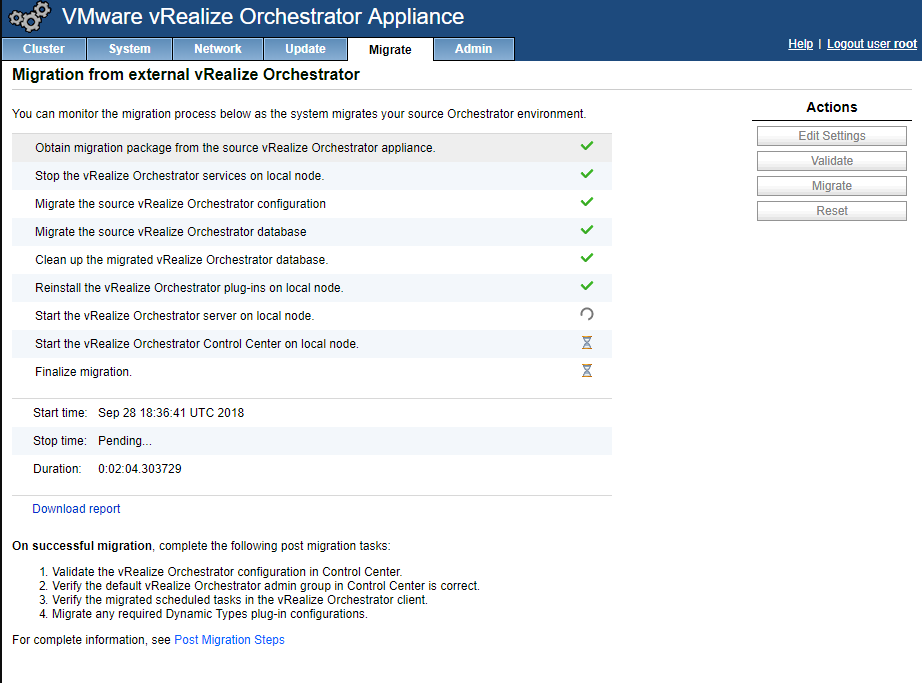 VMware vRealize Orchestrator Appliance
Cluster System Network Update Migrate Admin
Help | Logout user root
Migration from external vRealize Orchestrator
You can monitor the migration process below as the system migrates your source Orchestrator environment.
Obtain migration package from the source vRealize Orchestrator appliance.
Stop the vRealize Orchestrator services on local node.
Migrate the source vRealize Orchestrator configuration
Migrate the source vRealize Orchestrator database
Clean up the migrated vRealize Orchestrator database.
Reinstall the vRealize Orchestrator plug-ins on local node.
Start the vRealize Orchestrator server on local node.
Start the vRealize Orchestrator Control Center on local node.
Finalize migration.
Start time: Sep 28 18:36:41 UTC 2018
Stop time: Pending...
Duration: 0:02:04.303729
Download report
On successful migration, complete the following post migration tasks:
1. Validate the vRealize Orchestrator configuration in Control Center.
2. Verify the default vRealize Orchestrator admin group in Control Center is correct.
3. Verify the migrated scheduled tasks in the vRealize Orchestrator client.
4. Migrate any required Dynamic Types plug-in configurations.
For complete information, see Post Migration Steps
Actions
Edit Settings
Validate
Migrate
Reset